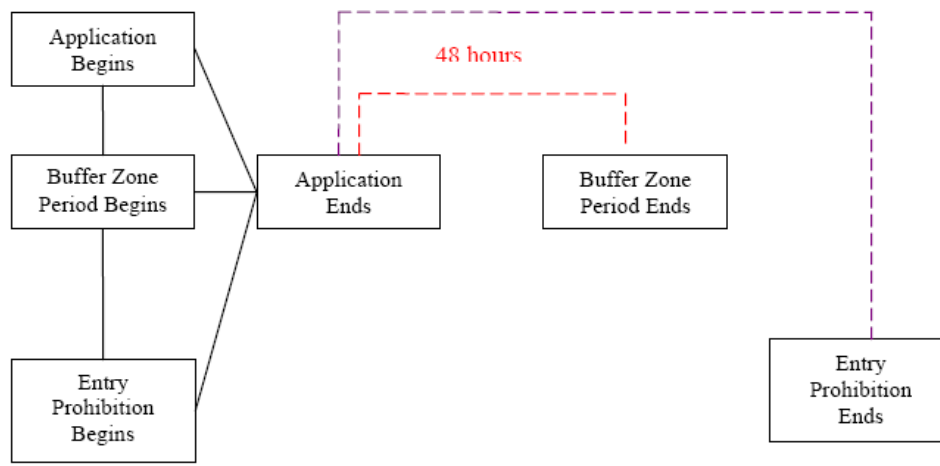 Application
Begins
48 hours
Buffer Zone
Period Begins
Application
Ends
Buffer Zone
Period Ends
Entry
Prohibition
Begins
Entry
Prohibition
Ends